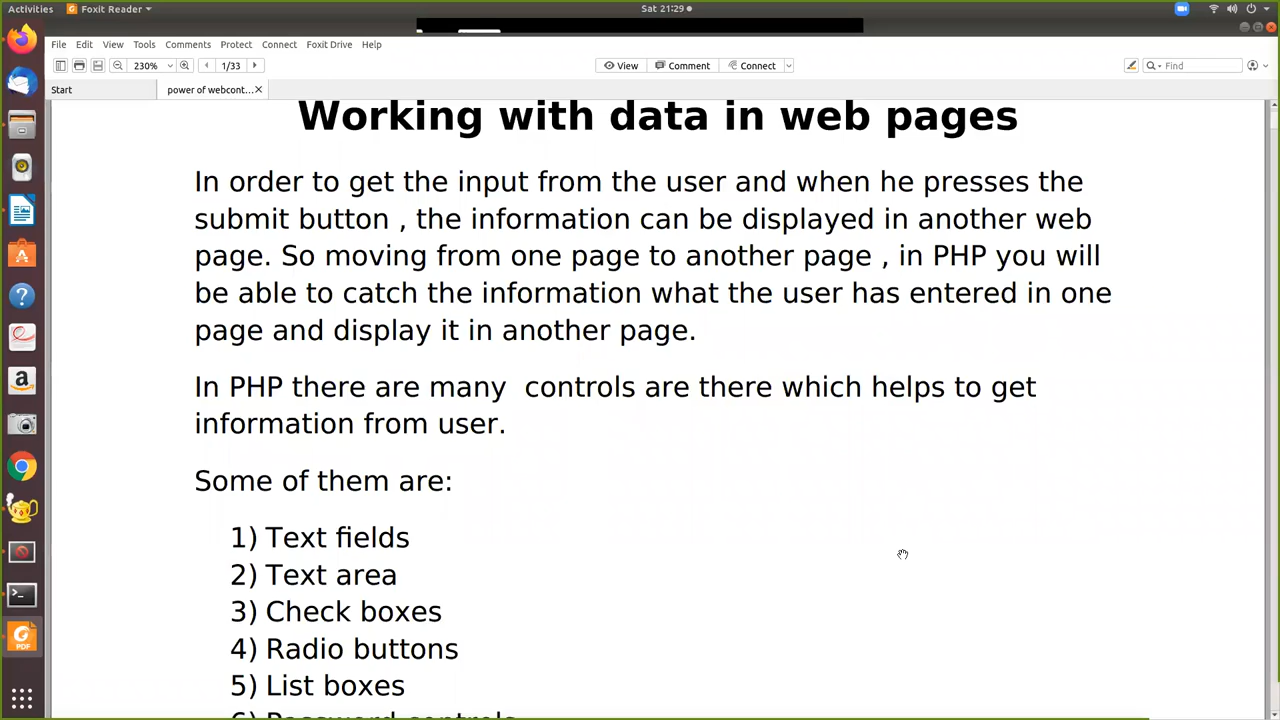 Activities Foxit Reader Sat 21:29
File Edit View Tools Comments Protect Connect Foxit Drive Help
230% 1/33 View Comment Connect Find
Start power of webcont...
Working with data in web pages
In order to get the input from the user and when he presses the
submit button , the information can be displayed in another web
page. So moving from one page to another page , in PHP you will
be able to catch the information what the user has entered in one
page and display it in another page.
In PHP there are many controls are there which helps to get
information from user.
Some of them are:
1) Text fields
2) Text area
3) Check boxes
4) Radio buttons
5) List boxes
6) Password controls